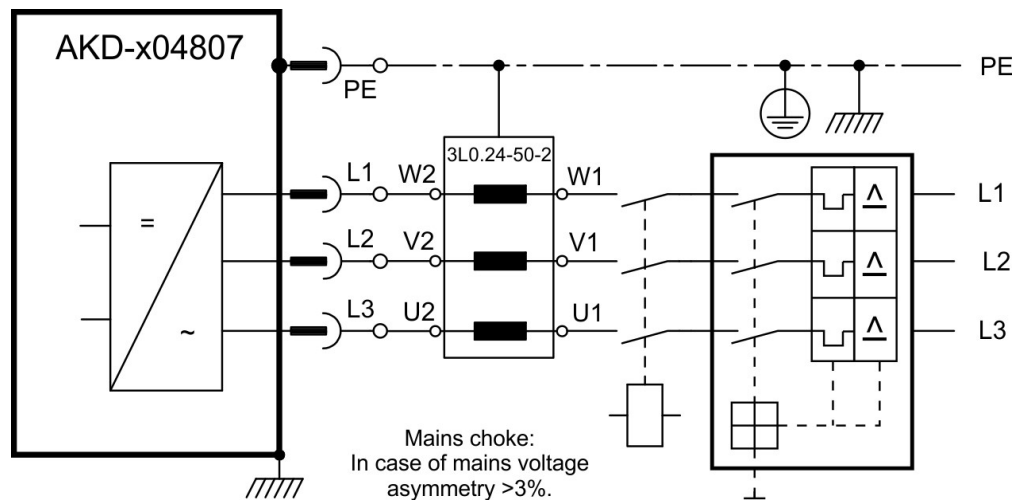 AKD-x04807
PE
PE
3L0.24-50-2
L1 W2 W1 L1
=
L2 V2 V1 L2
~
L3 U2 U1 L3
Mains choke:
In case of mains voltage
asymmetry >3%.